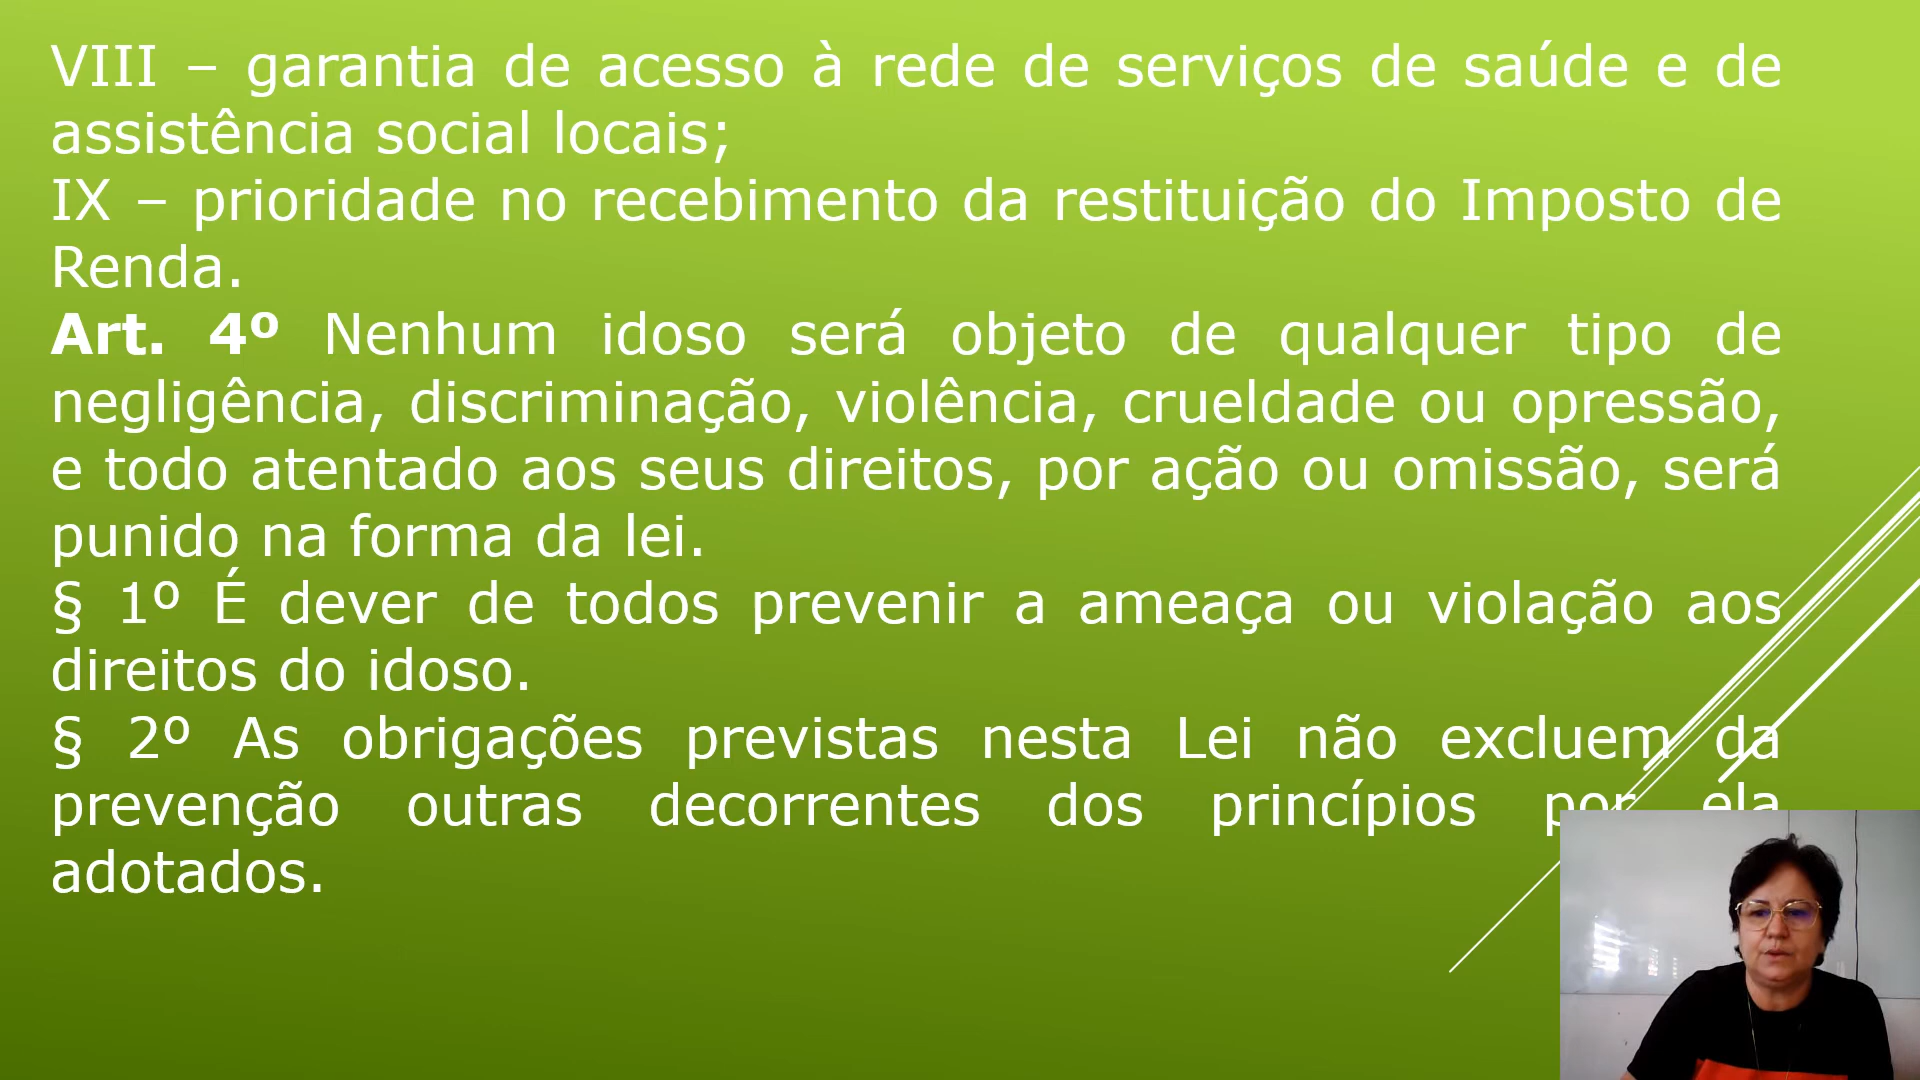 VIII – garantia de acesso à rede de serviços de saúde e de
assistência social locais;
IX – prioridade no recebimento da restituição do Imposto de
Renda.
Art. 4º Nenhum idoso será objeto de qualquer tipo de
negligência, discriminação, violência, crueldade ou opressão,
e todo atentado aos seus direitos, por ação ou omissão, será
punido na forma da lei.
§ 1º É dever de todos prevenir a ameaça ou violação aos
direitos do idoso.
§ 2º As obrigações previstas nesta Lei não excluem da
prevenção outras decorrentes dos princípios por ela
adotados.